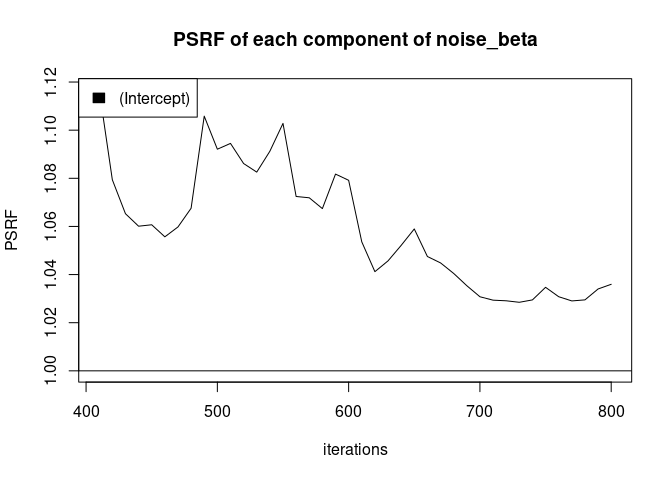 PSRF of each component of noise_beta
(Intercept)
PSRF
1.12
1.10
1.08
1.06
1.04
1.02
1.00
400 500 600 700 800
iterations